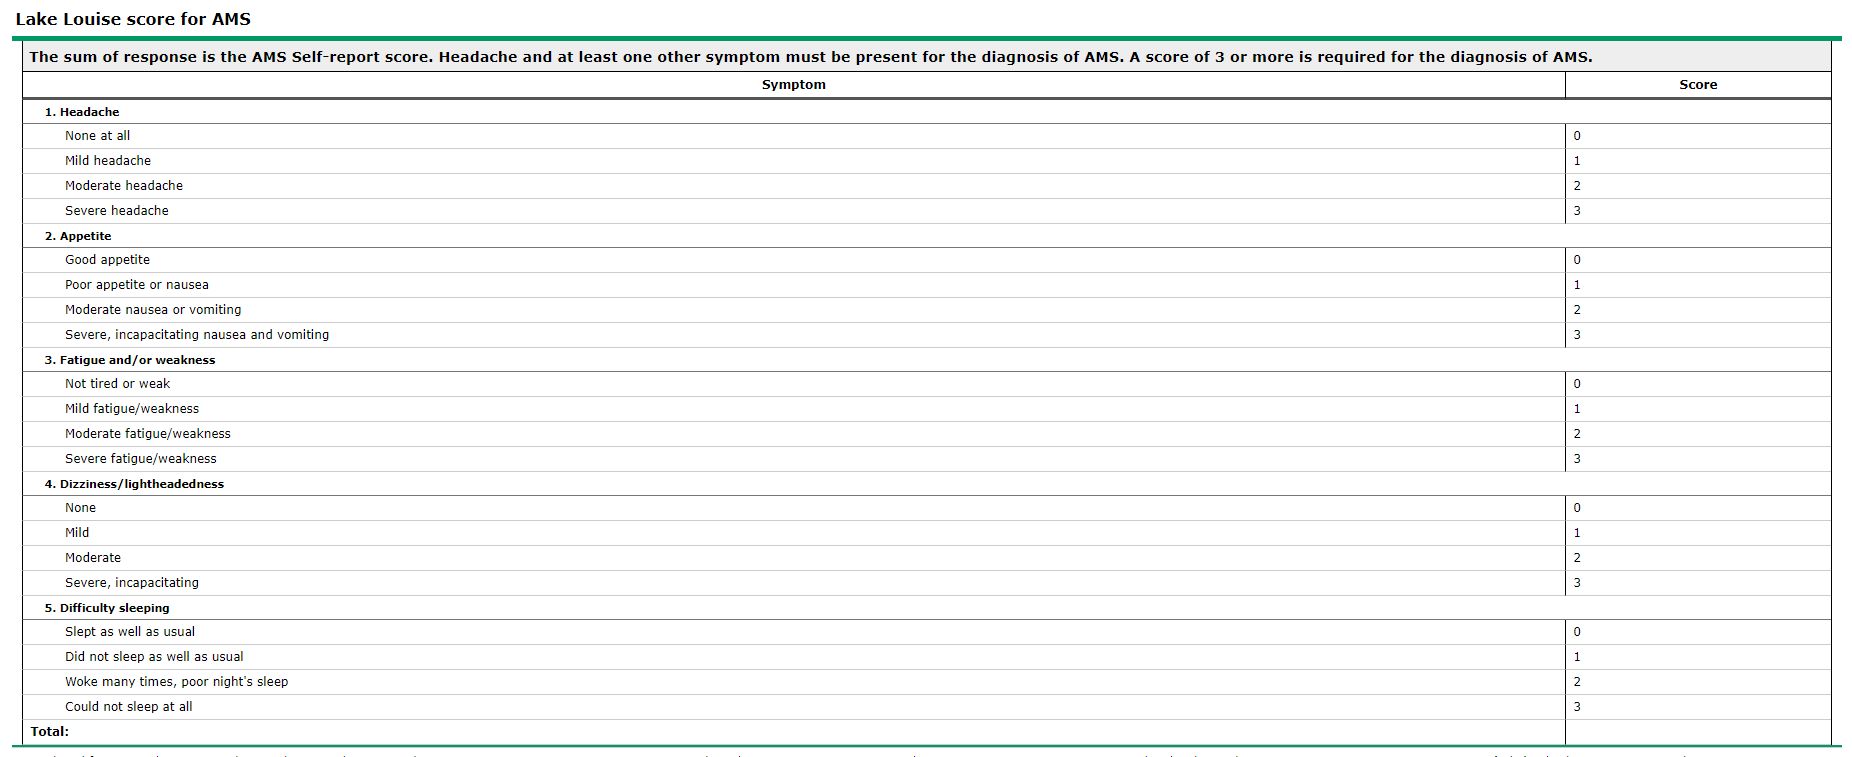 Lake Louise score for AMS
The sum of response is the AMS Self-report score. Headache and at least one other symptom must be present for the diagnosis of AMS. A score of 3 or more is required for the diagnosis of AMS.
Symptom Score
1. Headache
None at all 0
Mild headache 1
Moderate headache 2
Severe headache 3
2. Appetite
Good appetite 0
Poor appetite or nausea 1
Moderate nausea or vomiting 2
Severe, incapacitating nausea and vomiting 3
3. Fatigue and/or weakness
Not tired or weak 0
Mild fatigue/weakness 1
Moderate fatigue/weakness 2
Severe fatigue/weakness 3
4. Dizziness/lightheadedness
None 0
Mild 1
Moderate 2
Severe, incapacitating 3
5. Difficulty sleeping
Slept as well as usual 0
Did not sleep as well as usual 1
Woke many times, poor night's sleep 2
Could not sleep at all 3
Total: